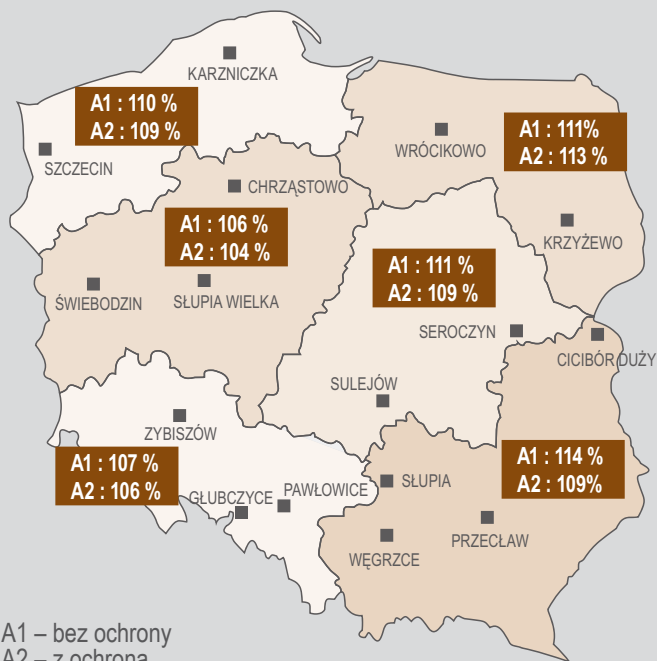 KARZNICZKA
A1 : 110 %
A2 : 109 %
SZCZECIN
WRÓCIKOWO
A1 : 111%
A2 : 113 %
KRZYŻEWO
CHRZĄSTOWO
A1 : 106 %
A2 : 104 %
ŚWIEBODZIN
SŁUPIA WIELKA
A1 : 111 %
A2 : 109 %
SEROCZYN
CICIBÓR DUŻY
SULEJÓW
ZYBISZÓW
A1 : 107 %
A2 : 106 %
GŁUBCZYCE
PAWŁOWICE
SŁUPIA
A1 : 114 %
A2 : 109%
WĘGRZCE
PRZECŁAW
A1 – bez ochrony
A2 – z ochroną